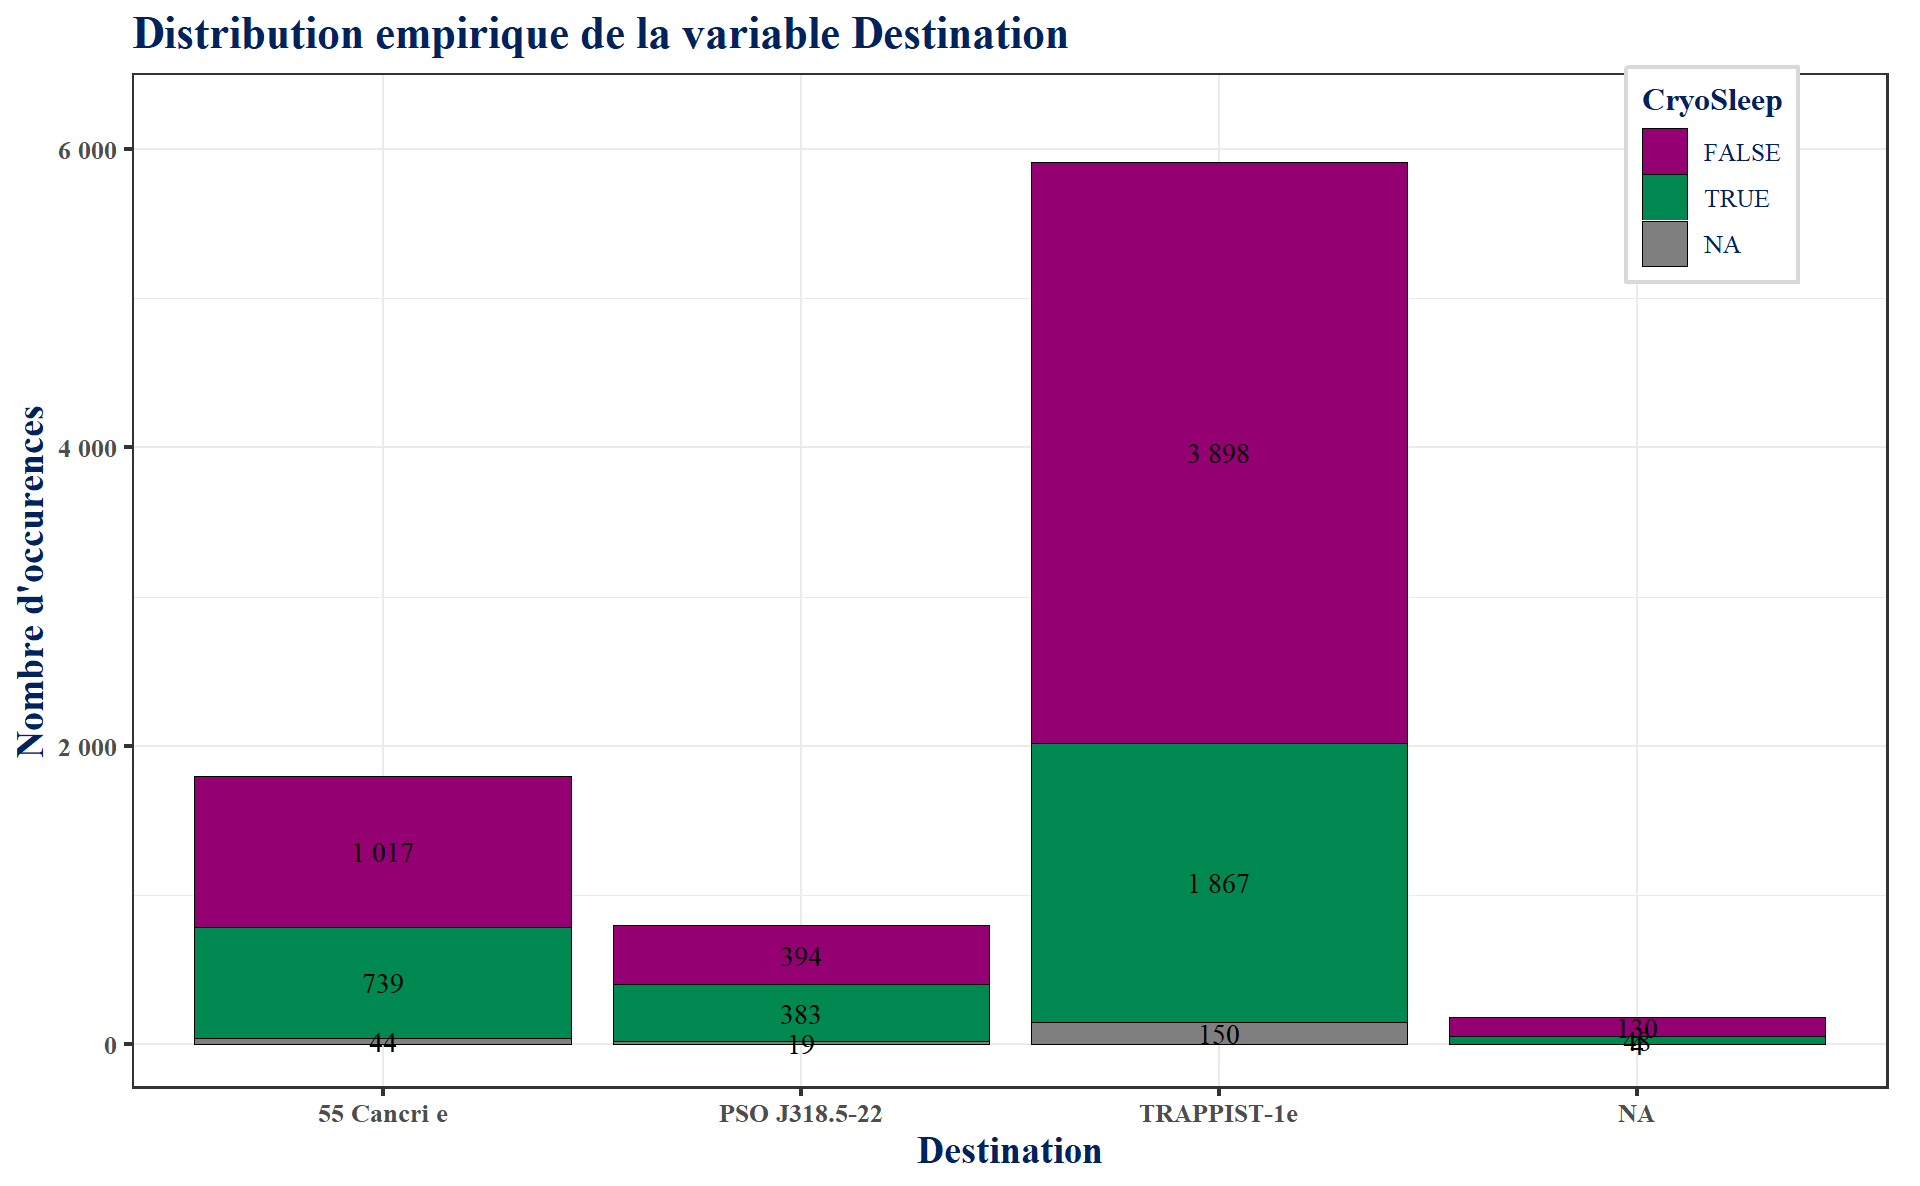 Distribution empirique de la variable Destination
CryoSleep
FALSE
TRUE
NA
6 000
4 000
2 000
0
Nombre d'occurences
1 017
739
44
394
383
19
3 898
1 867
150
130
48
4
55 Cancri e
PSO J318.5-22
TRAPPIST-1e
NA
Destination